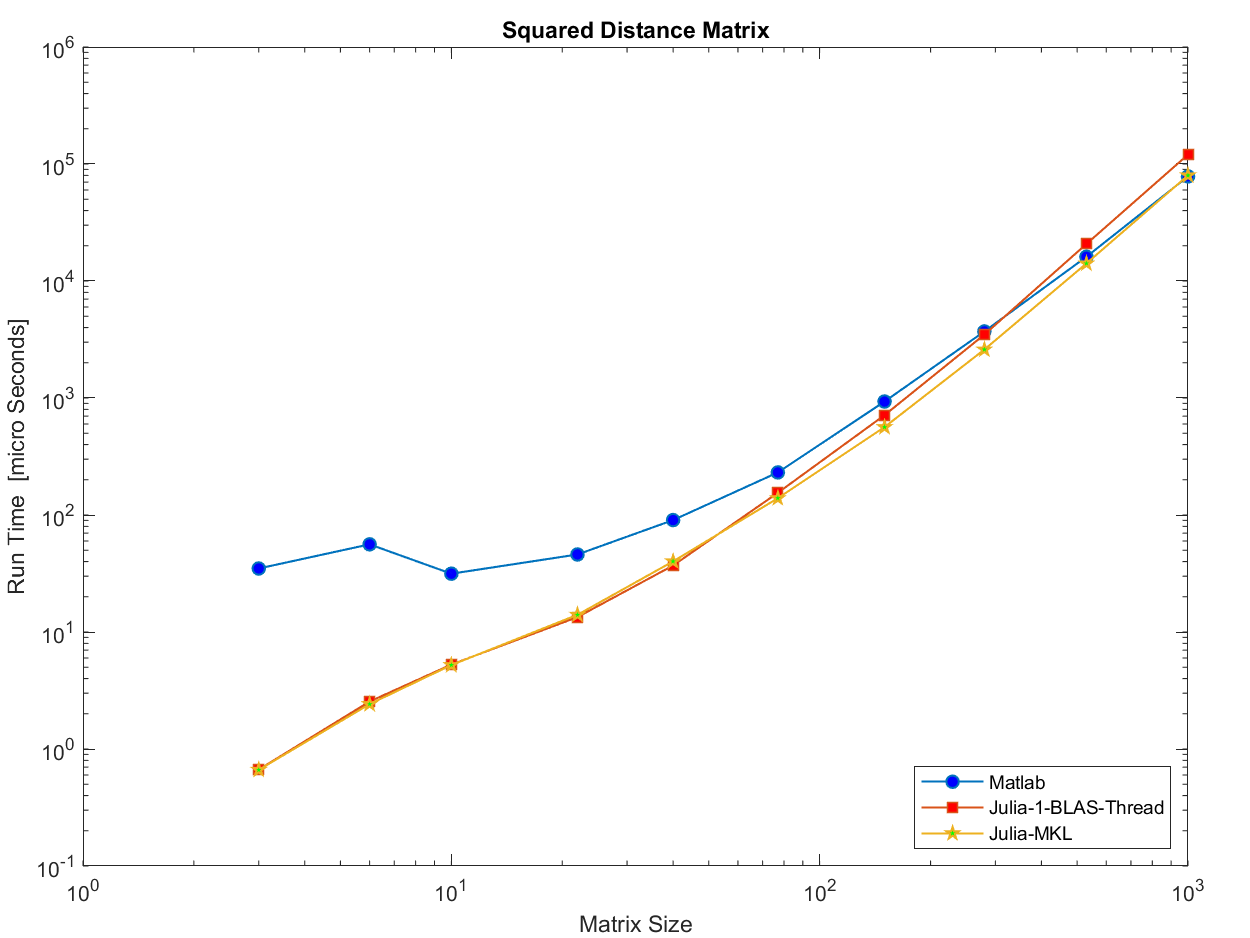 Squared Distance Matrix
Run Time [micro Seconds]
10^6
10^5
10^4
10^3
10^2
10^1
10^0
10^-1
10^0
10^1
10^2
10^3
Matrix Size
Matlab
Julia-1-BLAS-Thread
Julia-MKL